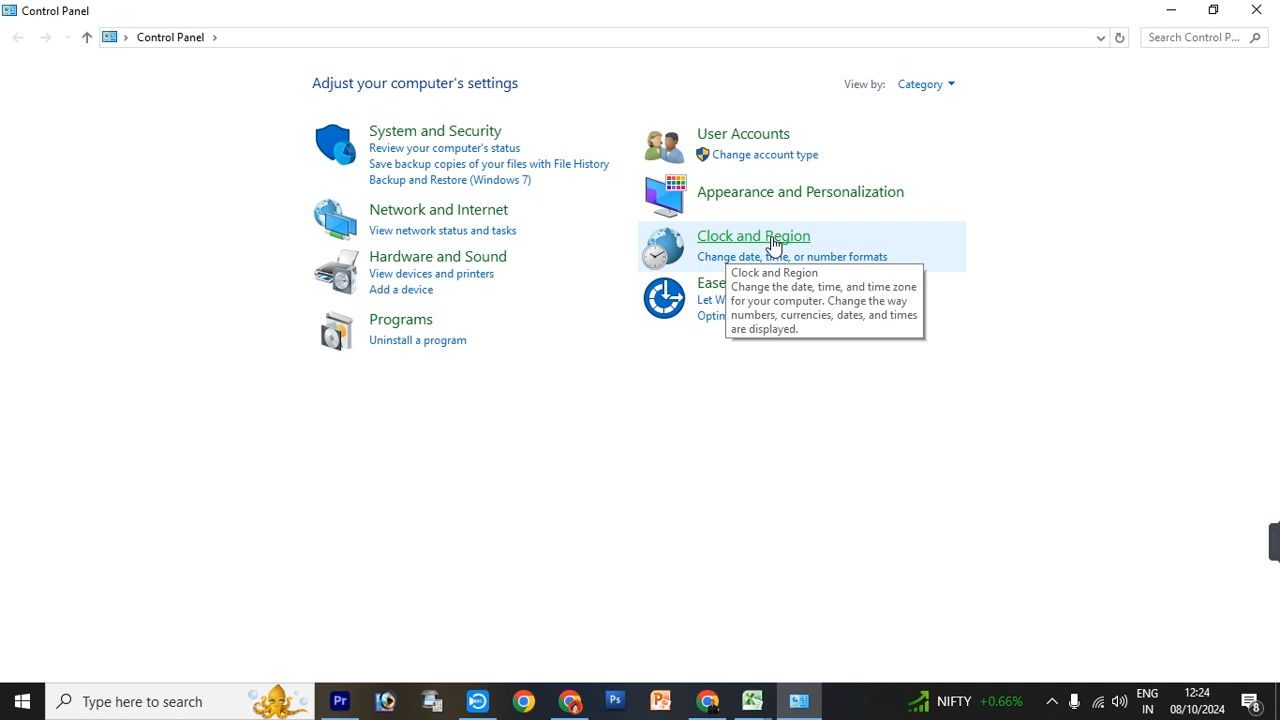 Control Panel
Control Panel
Search Control P...
Adjust your computer's settings
View by: Category
System and Security
Review your computer's status
Save backup copies of your files with File History
Backup and Restore (Windows 7)
Network and Internet
View network status and tasks
Hardware and Sound
View devices and printers
Add a device
Programs
Uninstall a program
User Accounts
Change account type
Appearance and Personalization
Clock and Region
Change date, time, or number formats
Ease
Let W
Optim
Clock and Region
Change the date, time, and time zone
for your computer. Change the way
numbers, currencies, dates, and times
are displayed.
Type here to search
Pr
Ps
NIFTY +0.66%
ENG
IN
12:24
08/10/2024
8